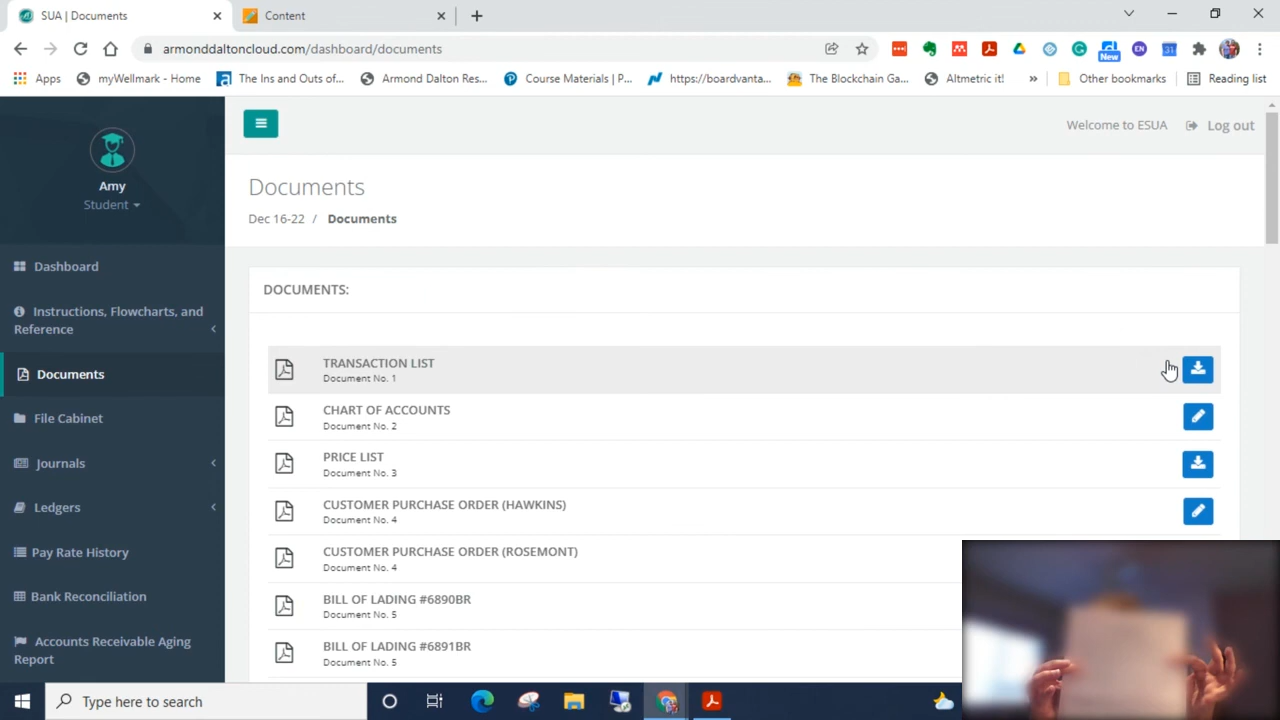 SUA | Documents
Content
armonddaltoncloud.com/dashboard/documents
New
31
EN
Apps
myWellmark - Home
The Ins and Outs of...
Armond Dalton Res...
Course Materials | P...
https://boardvanta...
The Blockchain Ga...
Altmetric it!
»
Other bookmarks
Reading list
Welcome to ESUA
Log out
Amy
Student
Dashboard
Instructions, Flowcharts, and
Reference
Documents
File Cabinet
Journals
Ledgers
Pay Rate History
Bank Reconciliation
Accounts Receivable Aging
Report
Documents
Dec 16-22 / Documents
DOCUMENTS:
TRANSACTION LIST
Document No. 1
CHART OF ACCOUNTS
Document No. 2
PRICE LIST
Document No. 3
CUSTOMER PURCHASE ORDER (HAWKINS)
Document No. 4
CUSTOMER PURCHASE ORDER (ROSEMONT)
Document No. 4
BILL OF LADING #6890BR
Document No. 5
BILL OF LADING #6891BR
Document No. 5
Type here to search